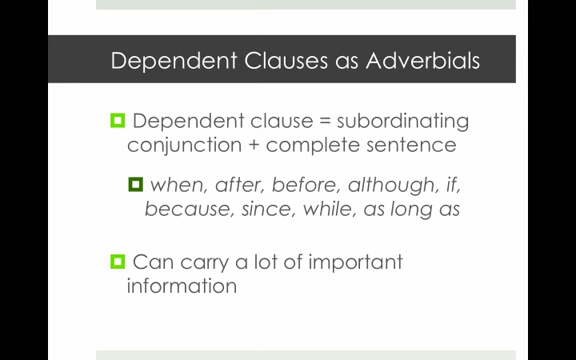 Dependent Clauses as Adverbials
Dependent clause = subordinating
conjunction + complete sentence
when, after, before, although, if,
because, since, while, as long as
Can carry a lot of important
information